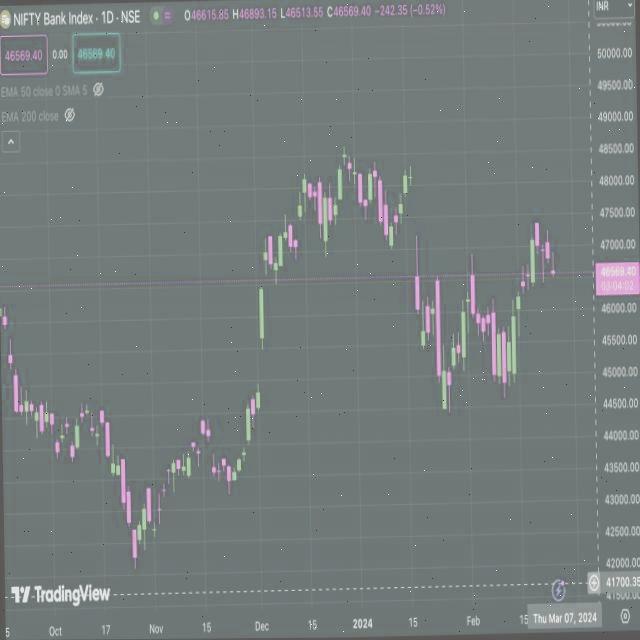 NIFTY Bank Index · 1D · NSE O46615.85 H46893.15 L46513.55 C46569.40 −242.35 (−0.52%)
INR
46569.40 0.00 46569.40
EMA 50 close 0 SMA 5
EMA 200 close
50000.00
49500.00
49000.00
48500.00
48000.00
47500.00
47000.00
46569.40
03:04:02
46000.00
45500.00
45000.00
44500.00
44000.00
43500.00
43000.00
42500.00
42000.00
41700.35
41500.00
TradingView
5 Oct 17 Nov 15 Dec 15 2024 15 Feb 15 Thu Mar 07, 2024